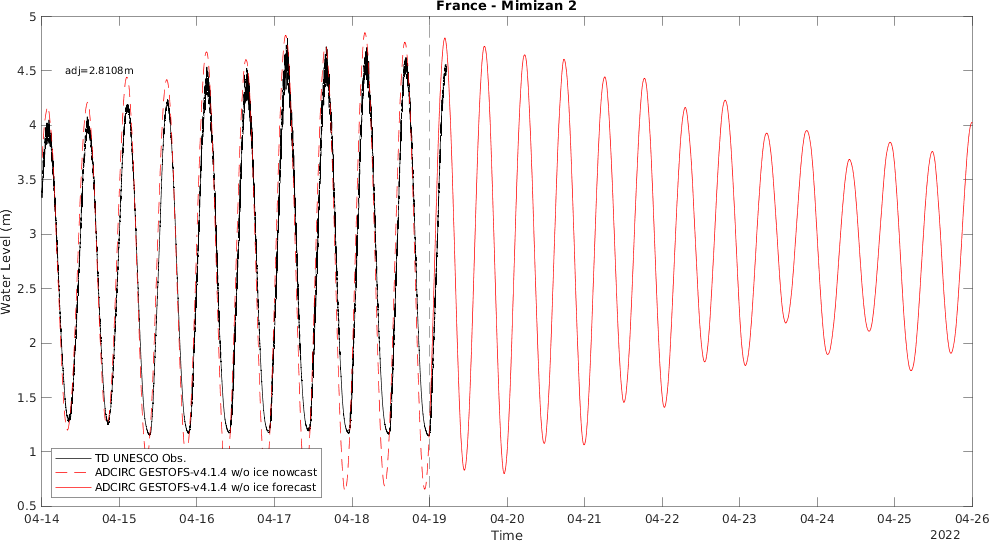 France - Mimizan 2
adj=2.8108m
Water Level (m)
5
4.5
4
3.5
3
2.5
2
1.5
1
0.5
TD UNESCO Obs.
ADCIRC GESTOFS-v4.1.4 w/o ice nowcast
ADCIRC GESTOFS-v4.1.4 w/o ice forecast
04-14 04-15 04-16 04-17 04-18 04-19 04-20 04-21 04-22 04-23 04-24 04-25 04-26
Time
2022